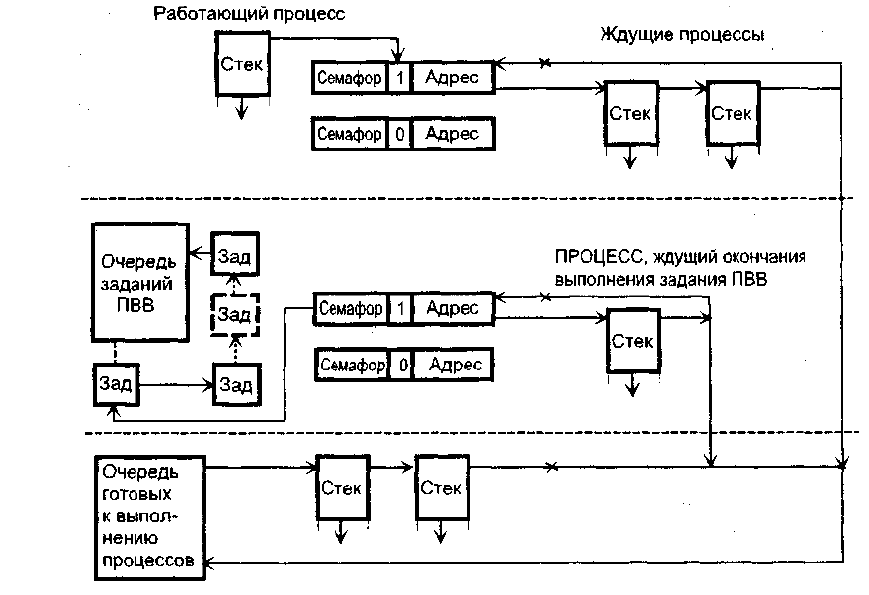 Работающий процесс
Ждущие процессы
Стек
Семафор 1 Адрес
Стек
Стек
Семафор 0 Адрес
Очередь
заданий
ПВВ
Зад
Зад
Зад
Зад
ПРОЦЕСС, ждущий окончания
выполнения задания ПВВ
Семафор 1 Адрес
Стек
Семафор 0 Адрес
Очередь
готовых
к выпол-
нению
процессов
Стек
Стек